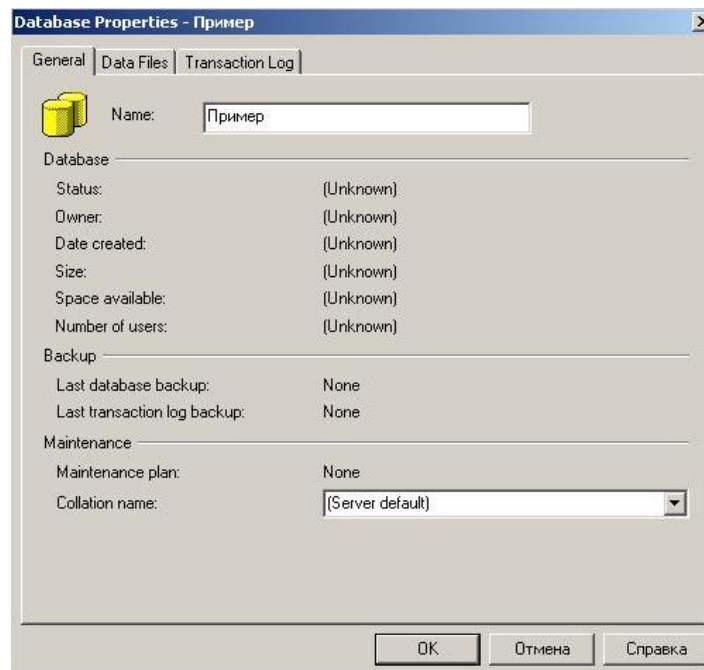 Database Properties - Пример
General Data Files Transaction Log
Name: Пример
Database
Status: (Unknown)
Owner: (Unknown)
Date created: (Unknown)
Size: (Unknown)
Space available: (Unknown)
Number of users: (Unknown)
Backup
Last database backup: None
Last transaction log backup: None
Maintenance
Maintenance plan: None
Collation name: (Server default)
OK Отмена Справка